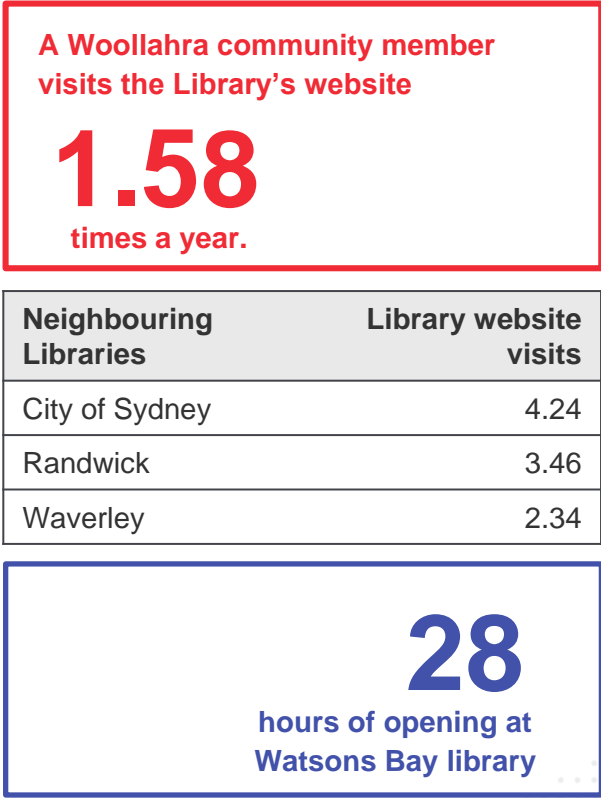 A Woollahra community member
visits the Library's website
1.58
times a year.
Neighbouring Libraries Library website visits
City of Sydney 4.24
Randwick 3.46
Waverley 2.34
28
hours of opening at
Watsons Bay library